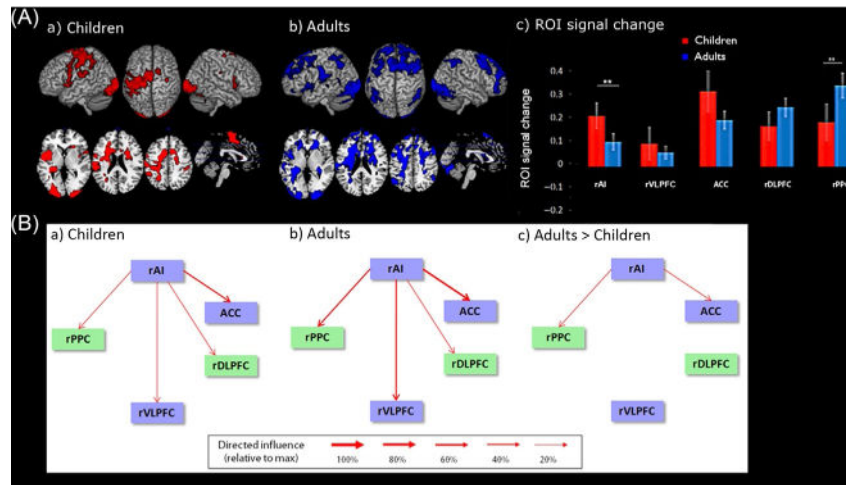 (A)
a) Children
b) Adults
c) ROI signal change
Children
Adults
**
**
ROI signal change
0.4
0.3
0.2
0.1
0
−0.1
−0.2
rAI
rVLPFC
ACC
rDLPFC
rPPC
(B)
a) Children
rAI
ACC
rPPC
rDLPFC
rVLPFC
b) Adults
rAI
ACC
rPPC
rDLPFC
rVLPFC
c) Adults > Children
rAI
ACC
rPPC
rDLPFC
rVLPFC
Directed influence
(relative to max)
100%
80%
60%
40%
20%